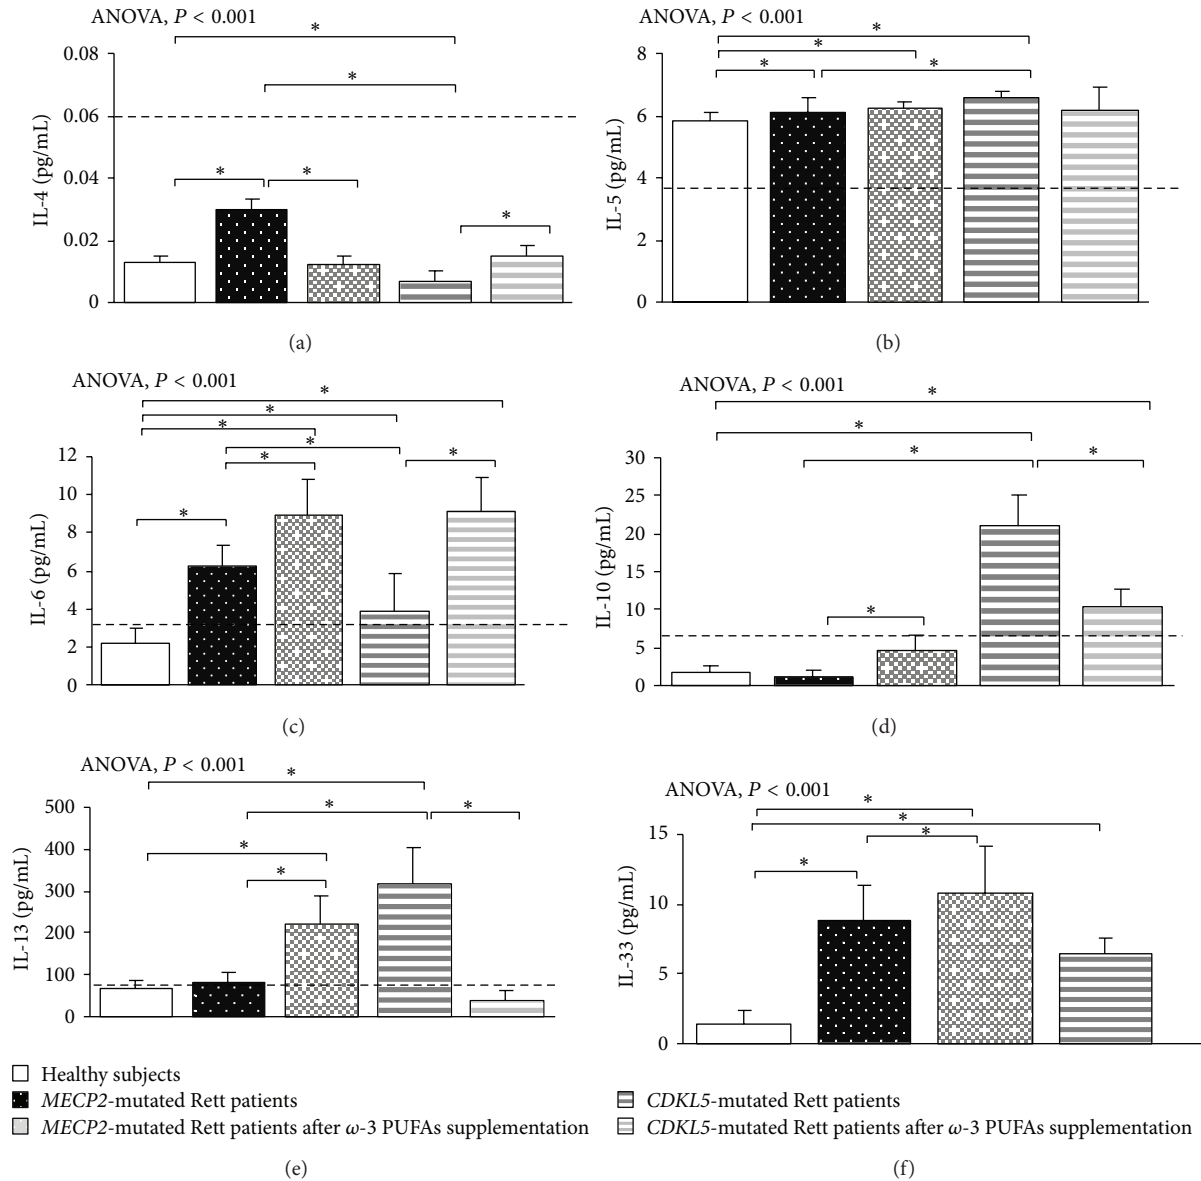 ANOVA, P < 0.001
*
*
0.08
0.06
0.04
0.02
0
IL-4 (pg/mL)
*
*
*
(a)
ANOVA, P < 0.001
*
*
*
*
8
6
4
2
0
IL-5 (pg/mL)
(b)
ANOVA, P < 0.001
*
*
*
*
*
*
*
12
10
8
6
4
2
0
IL-6 (pg/mL)
(c)
ANOVA, P < 0.001
*
*
*
*
*
30
25
20
15
10
5
0
IL-10 (pg/mL)
(d)
ANOVA, P < 0.001
*
*
*
*
*
500
400
300
200
100
0
IL-13 (pg/mL)
ANOVA, P < 0.001
*
*
*
*
15
10
5
0
IL-33 (pg/mL)
Healthy subjects
MECP2-mutated Rett patients
MECP2-mutated Rett patients after ω-3 PUFAs supplementation
CDKL5-mutated Rett patients
CDKL5-mutated Rett patients after ω-3 PUFAs supplementation
(e)
(f)